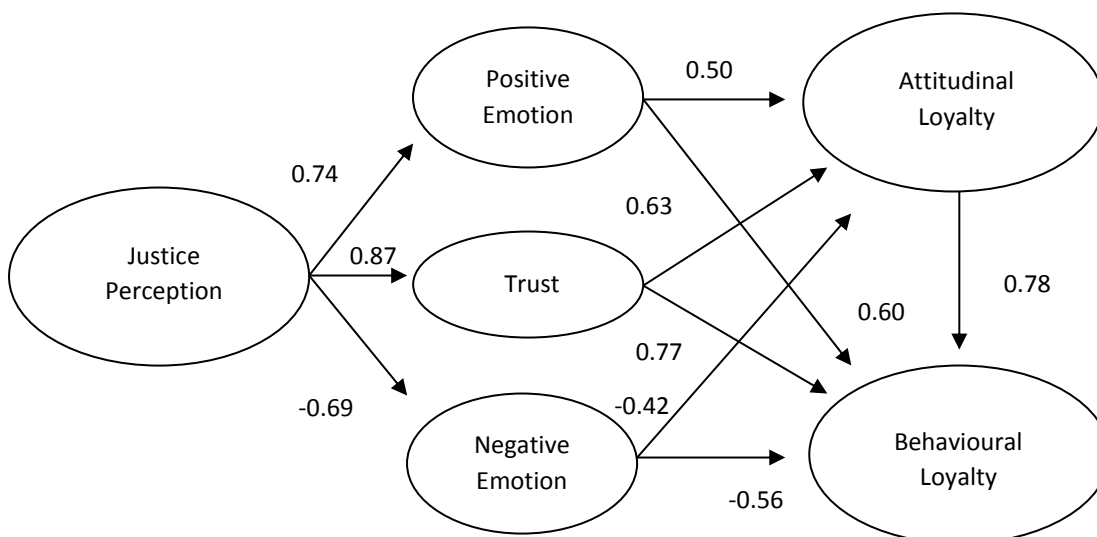 Positive
Emotion
0.50
Attitudinal
Loyalty
0.74
0.63
Justice
Perception
0.87
Trust
0.78
0.60
0.77
-0.69
-0.42
Negative
Emotion
Behavioural
Loyalty
-0.56